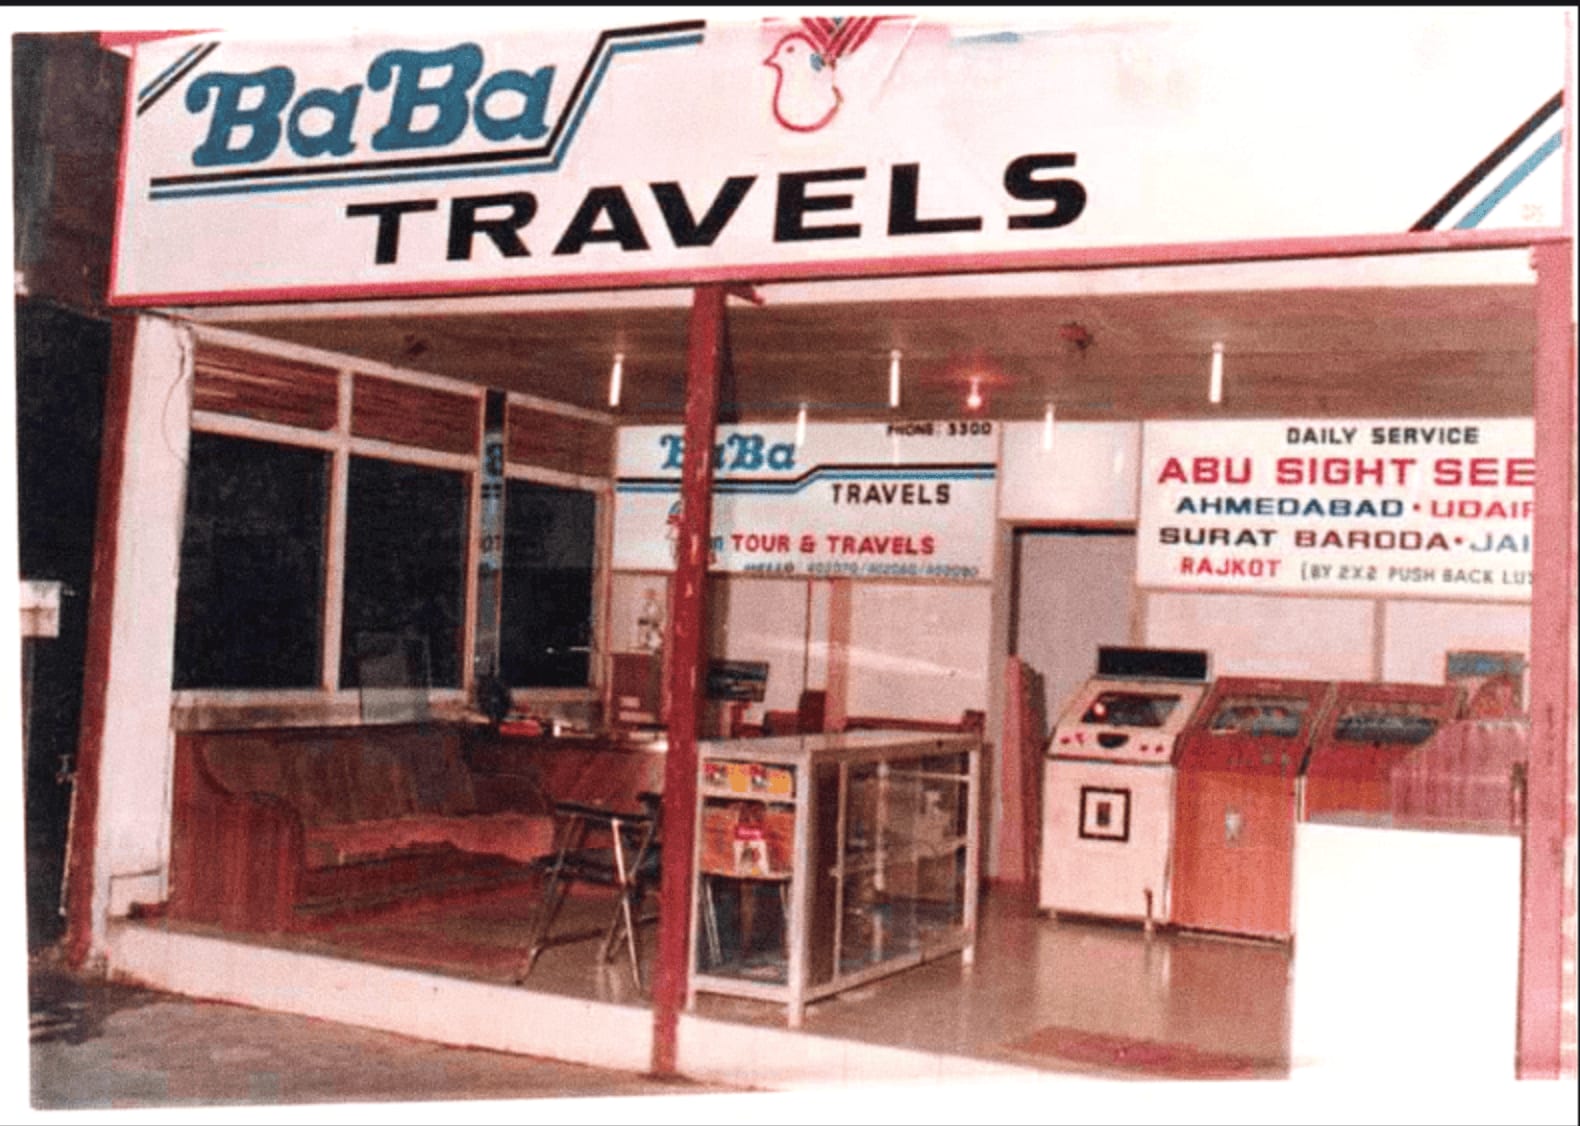 BaBa
TRAVELS
BaBa
PHONE: 3300
TRAVELS
TOUR & TRAVELS
DAILY SERVICE
ABU SIGHT SEE
AHMEDABAD • UDAIP
SURAT BARODA • JAI
RAJKOT (BY 2X2 PUSH BACK LU